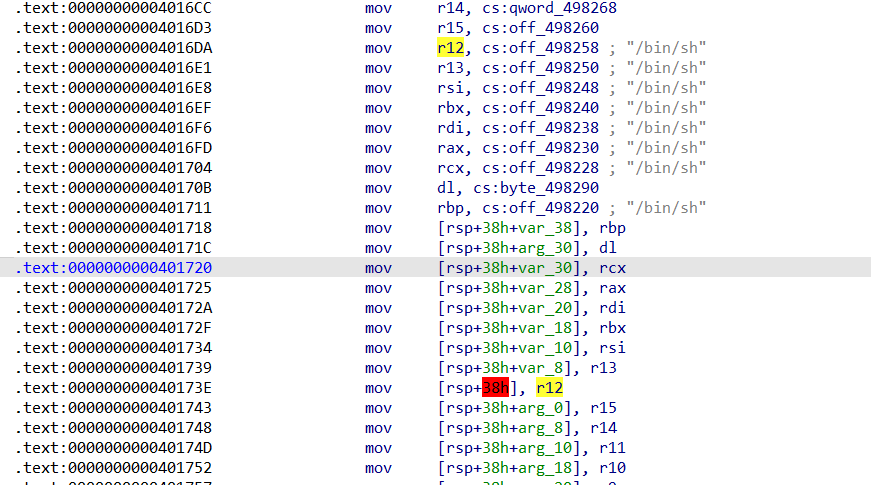 .text:00000000004016CC mov r14, cs:qword_498268
.text:00000000004016D3 mov r15, cs:off_498260
.text:00000000004016DA mov r12, cs:off_498258 ; "/bin/sh"
.text:00000000004016E1 mov r13, cs:off_498250 ; "/bin/sh"
.text:00000000004016E8 mov rsi, cs:off_498248 ; "/bin/sh"
.text:00000000004016EF mov rbx, cs:off_498240 ; "/bin/sh"
.text:00000000004016F6 mov rdi, cs:off_498238 ; "/bin/sh"
.text:00000000004016FD mov rax, cs:off_498230 ; "/bin/sh"
.text:0000000000401704 mov rcx, cs:off_498228 ; "/bin/sh"
.text:000000000040170B mov dl, cs:byte_498290
.text:0000000000401711 mov rbp, cs:off_498220 ; "/bin/sh"
.text:0000000000401718 mov [rsp+38h+var_38], rbp
.text:000000000040171C mov [rsp+38h+arg_30], dl
.text:0000000000401720 mov [rsp+38h+var_30], rcx
.text:0000000000401725 mov [rsp+38h+var_28], rax
.text:000000000040172A mov [rsp+38h+var_20], rdi
.text:000000000040172F mov [rsp+38h+var_18], rbx
.text:0000000000401734 mov [rsp+38h+var_10], rsi
.text:0000000000401739 mov [rsp+38h+var_8], r13
.text:000000000040173E mov [rsp+38h], r12
.text:0000000000401743 mov [rsp+38h+arg_0], r15
.text:0000000000401748 mov [rsp+38h+arg_8], r14
.text:000000000040174D mov [rsp+38h+arg_10], r11
.text:0000000000401752 mov [rsp+38h+arg_18], r10